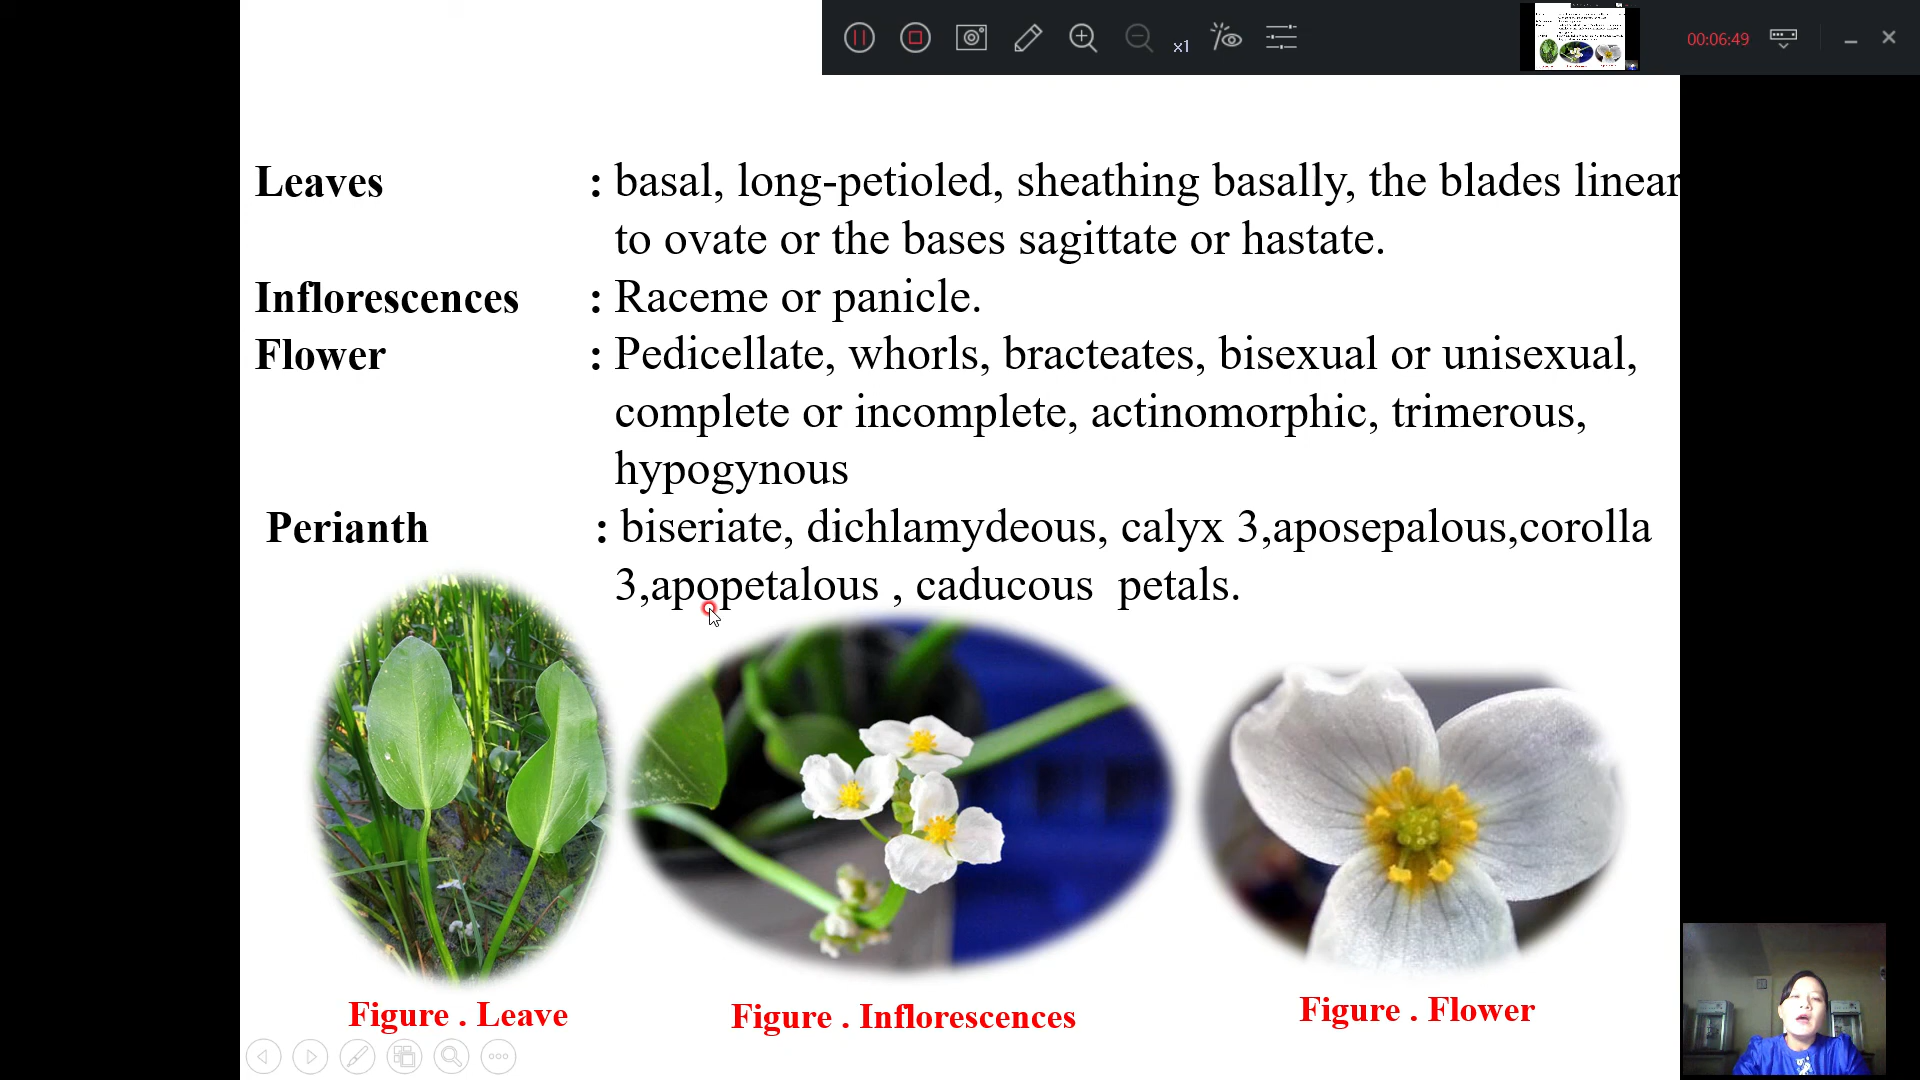 x1
00:06:49
Leaves : basal, long-petioled, sheathing basally, the blades linear
to ovate or the bases sagittate or hastate.
Inflorescences : Raceme or panicle.
Flower : Pedicellate, whorls, bracteates, bisexual or unisexual,
complete or incomplete, actinomorphic, trimerous,
hypogynous
Perianth : biseriate, dichlamydeous, calyx 3,aposepalous,corolla
3,apopetalous , caducous petals.
Figure . Leave
Figure . Inflorescences
Figure . Flower